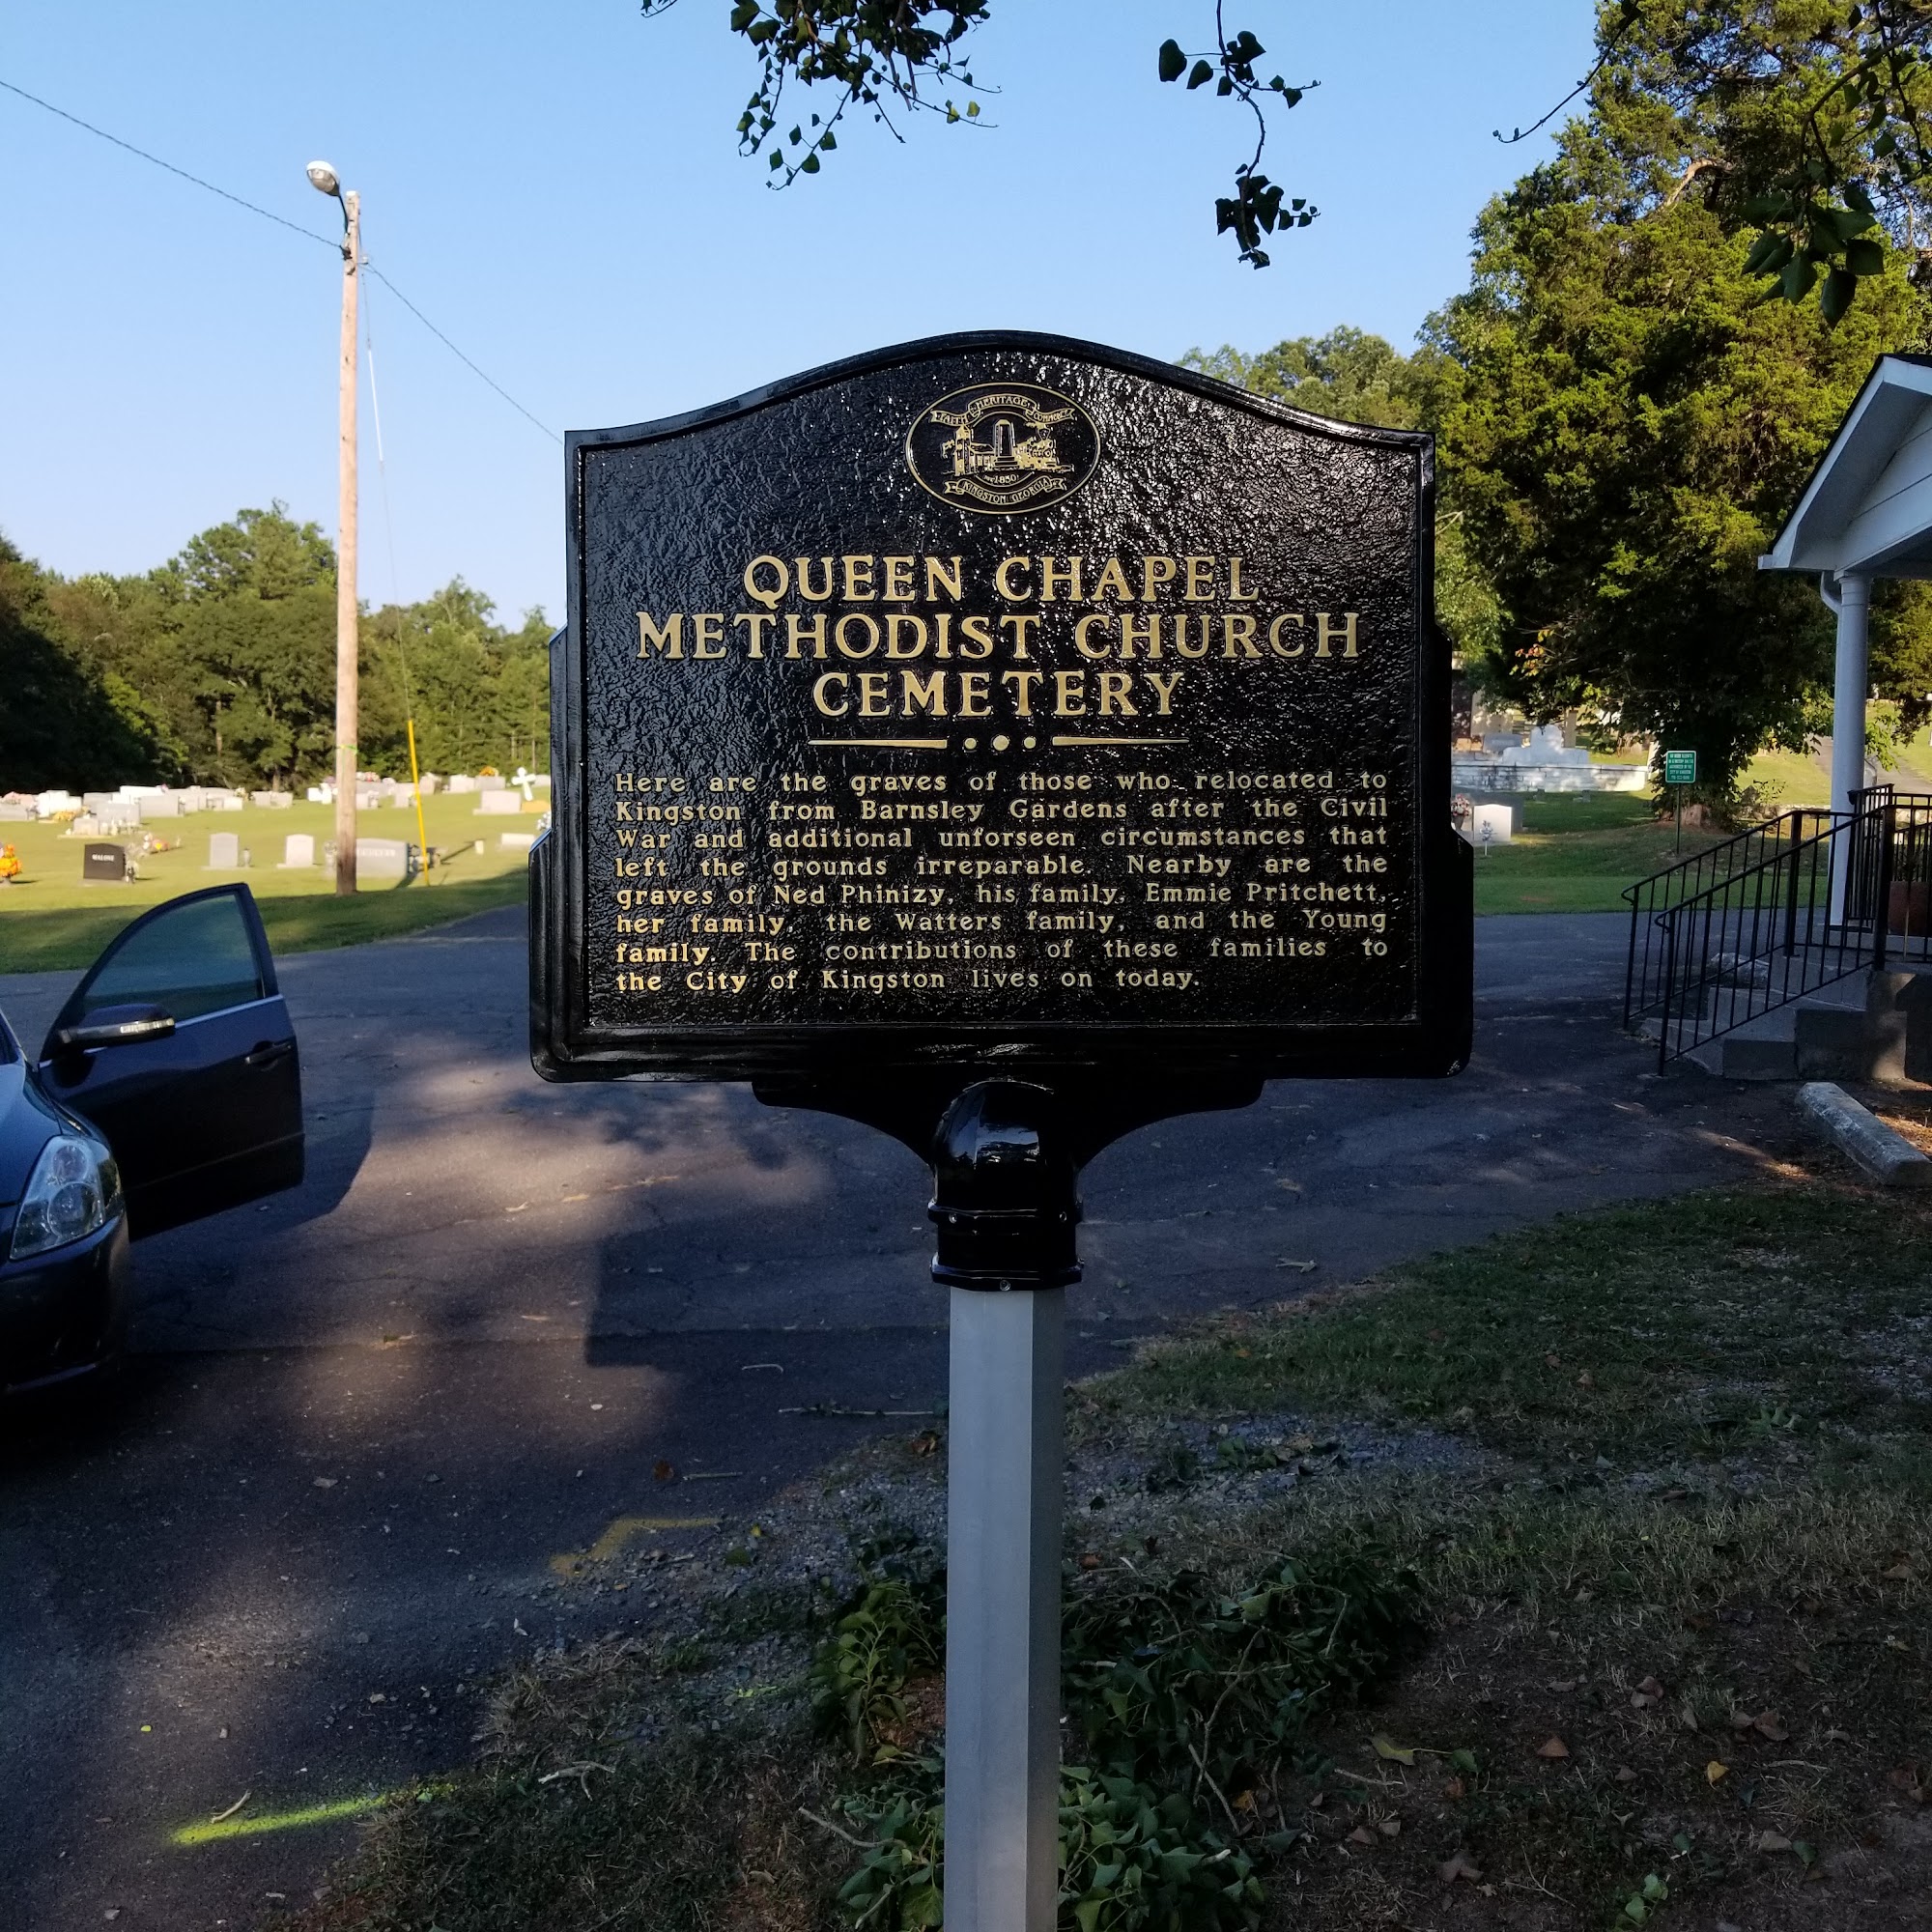 FAITH HERITAGE COMMUNITY
1850
KINGSTON GEORGIA
QUEEN CHAPEL
METHODIST CHURCH
CEMETERY
Here are the graves of those who relocated to
Kingston from Barnsley Gardens after the Civil
War and additional unforseen circumstances that
left the grounds irreparable. Nearby are the
graves of Ned Phinizy, his family, Emmie Pritchett,
her family, the Watters family, and the Young
family. The contributions of these families to
the City of Kingston lives on today.
MALONE